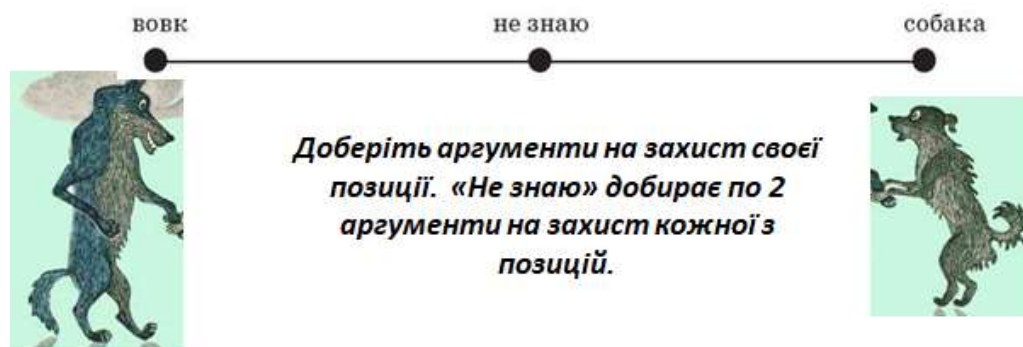 вовк не знаю собака
Доберіть аргументи на захист своєї
позиції. «Не знаю» добирає по 2
аргументи на захист кожної з
позицій.